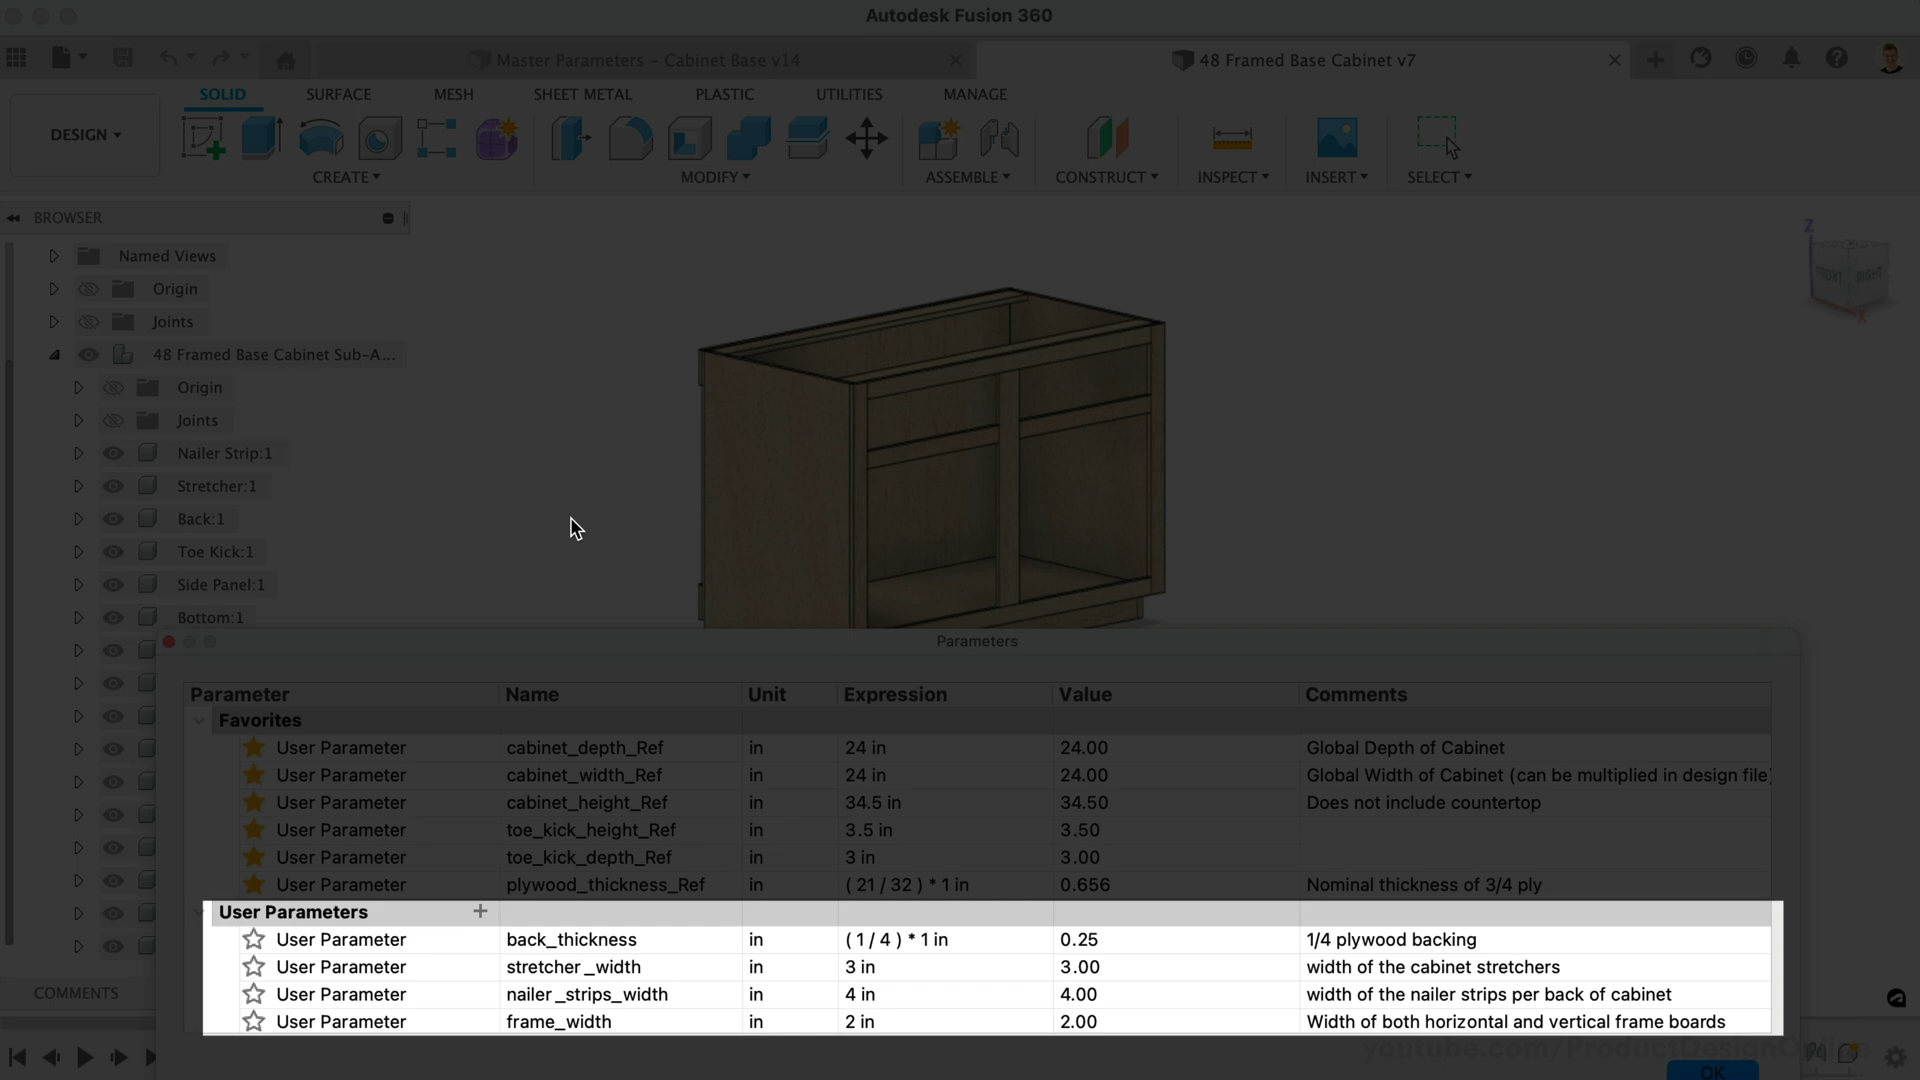 Autodesk Fusion 360
Master Parameters – Cabinet Base v14
48 Framed Base Cabinet v7
DESIGN
SOLID SURFACE MESH SHEET METAL PLASTIC UTILITIES MANAGE
CREATE MODIFY ASSEMBLE CONSTRUCT INSPECT INSERT SELECT
BROWSER
Z
FRONT RIGHT
X
Named Views
Origin
Joints
48 Framed Base Cabinet Sub-A...
Origin
Joints
Nailer Strip:1
Stretcher:1
Back:1
Toe Kick:1
Side Panel:1
Bottom:1
COMMENTS
Parameters
Parameter Name Unit Expression Value Comments
Favorites
User Parameter cabinet_depth_Ref in 24 in 24.00 Global Depth of Cabinet
User Parameter cabinet_width_Ref in 24 in 24.00 Global Width of Cabinet (can be multiplied in design file)
User Parameter cabinet_height_Ref in 34.5 in 34.50 Does not include countertop
User Parameter toe_kick_height_Ref in 3.5 in 3.50
User Parameter toe_kick_depth_Ref in 3 in 3.00
User Parameter plywood_thickness_Ref in ( 21 / 32 ) * 1 in 0.656 Nominal thickness of 3/4 ply
User Parameters +
User Parameter back_thickness in ( 1 / 4 ) * 1 in 0.25 1/4 plywood backing
User Parameter stretcher_width in 3 in 3.00 width of the cabinet stretchers
User Parameter nailer_strips_width in 4 in 4.00 width of the nailer strips per back of cabinet
User Parameter frame_width in 2 in 2.00 Width of both horizontal and vertical frame boards
youtube.com/ProductDesignOnline
OK